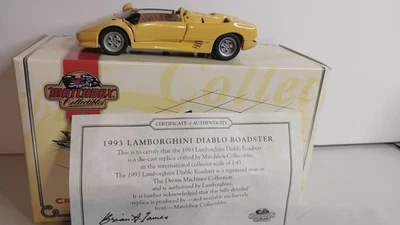 MATCHBOX
Collectibles
CERTIFICATE of AUTHENTICITY
1993 LAMBORGHINI DIABLO ROADSTER
This is to certify that the 1993 Lamborghini Diablo Roadster
is a die-cast replica crafted by Matchbox Collectibles,
in the international collector scale of 1:43.
The 1993 Lamborghini Diablo Roadster is a registered issue in
The Dream Machines Collection
and is authorized by Lamborghini.
It is further acknowledged that this fully detailed
replica is produced by—and available exclusively
from—Matchbox Collectibles.